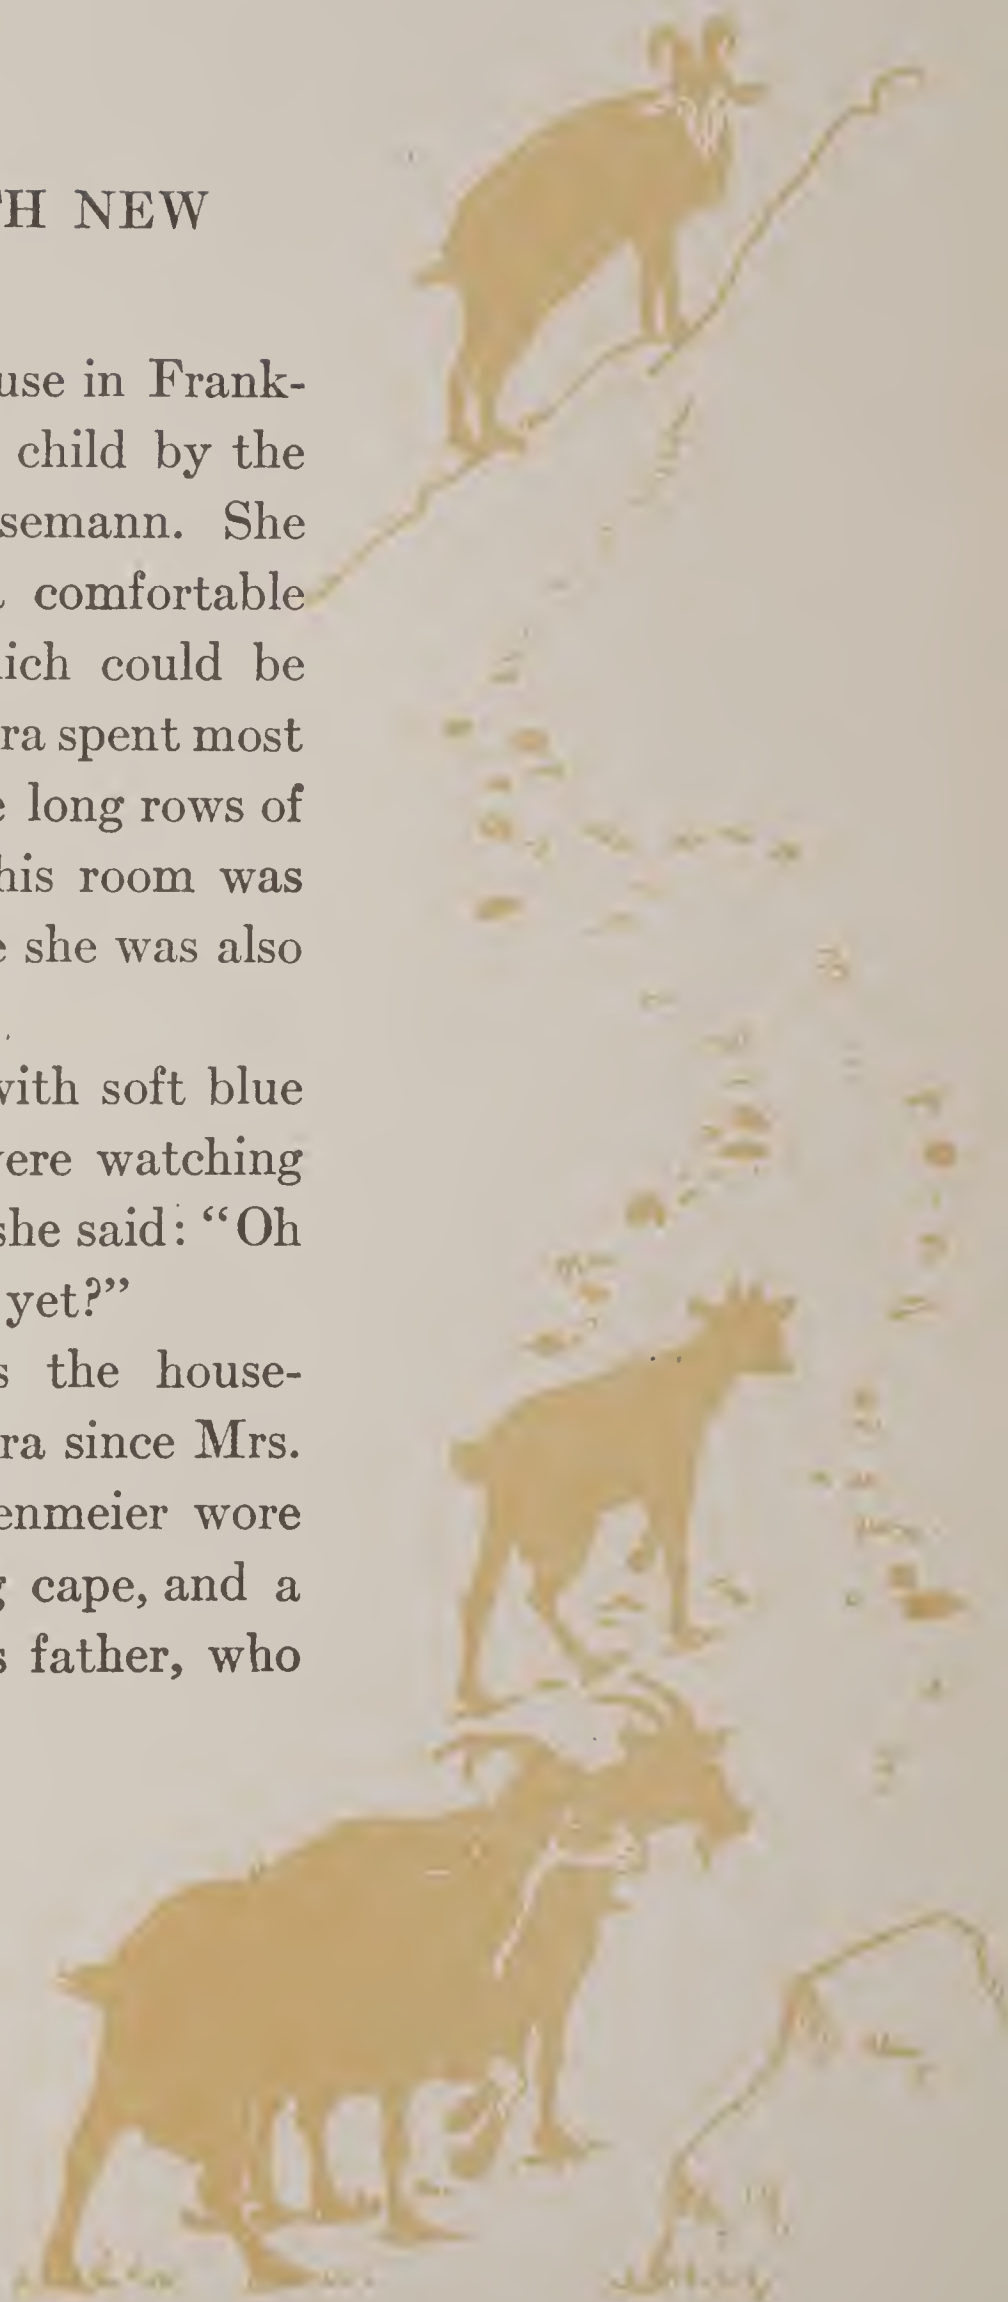 TH NEW
use in Frank-
child by the
semann. She
comfortable
ich could be
ra spent most
e long rows of
his room was
e she was also
with soft blue
vere watching
she said: “Oh
yet?”
s the house-
ra since Mrs.
enmeier wore
g cape, and a
s father, who